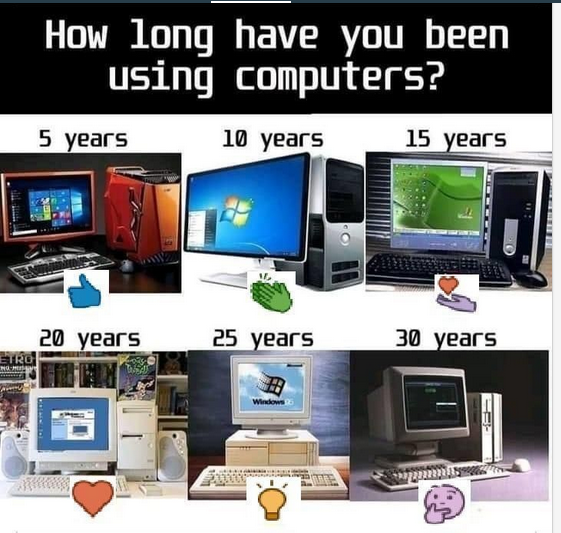 How long have you been
using computers?
5 years
10 years
15 years
20 years
25 years
30 years
ETRO
Windows